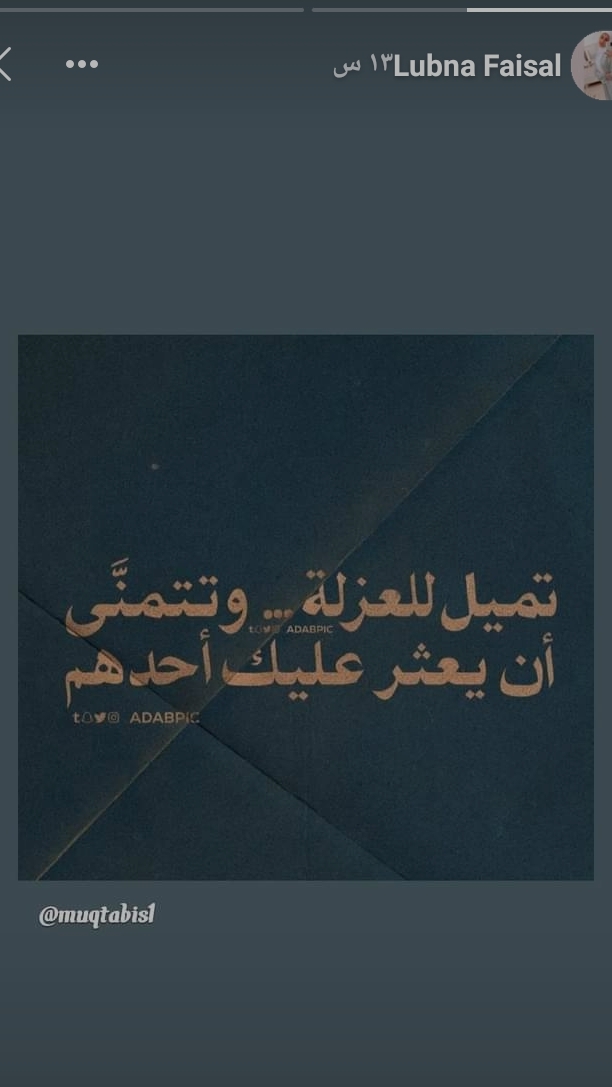 Lubna Faisal ١٣ س
تميل للعزلة ... وتتمنَّى
ADABPIC
أن يعثر عليك أحدهم
ADABPIC
@muqtabis1